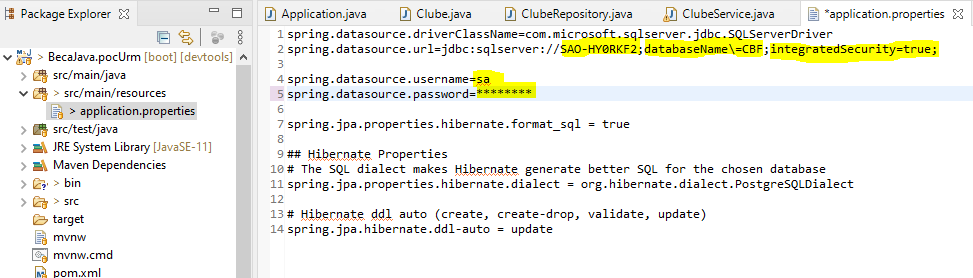 Package Explorer
BecaJava.pocUrm [boot] [devtools]
src/main/java
> src/main/resources
> application.properties
src/test/java
JRE System Library [JavaSE-11]
Maven Dependencies
> bin
> src
target
mvnw
mvnw.cmd
pom.xml
Application.java
Clube.java
ClubeRepository.java
ClubeService.java
*application.properties
1 spring.datasource.driverClassName=com.microsoft.sqlserver.jdbc.SQLServerDriver
2 spring.datasource.url=jdbc:sqlserver://SAO-HY0RKF2;databaseName\=CBF;integratedSecurity=true;
3
4 spring.datasource.username=sa
5 spring.datasource.password=********
6
7 spring.jpa.properties.hibernate.format_sql = true
8
9 ## Hibernate Properties
10 # The SQL dialect makes Hibernate generate better SQL for the chosen database
11 spring.jpa.properties.hibernate.dialect = org.hibernate.dialect.PostgreSQLDialect
12
13 # Hibernate ddl auto (create, create-drop, validate, update)
14 spring.jpa.hibernate.ddl-auto = update